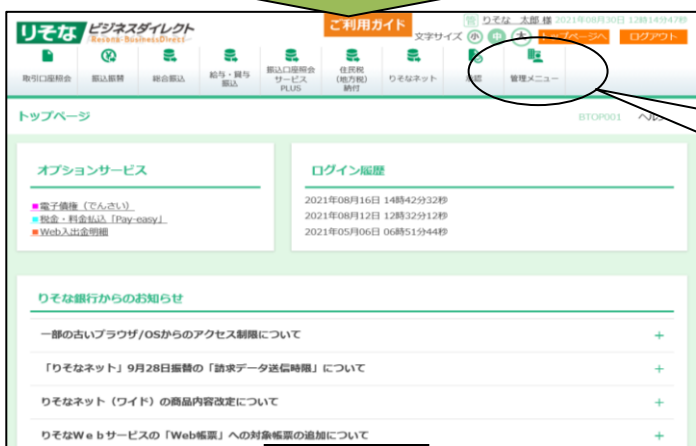 りそな ビジネスダイレクト
Resona BusinessDirect
ご利用ガイド
管 りそな 太郎 様 2021年08月30日 12時14分47秒
文字サイズ 小 中 大 トップページへ ログアウト
取引口座照会 振込振替 総合振込 給与・賞与振込 振込口座照会サービスPLUS 住民税(地方税)納付 りそなネット 管理メニュー
トップページ
BTOP001
オプションサービス
ログイン履歴
■電子債権(でんさい)
■税金・料金払込「Pay-easy」
■Web入出金明細
2021年08月16日 14時42分32秒
2021年08月12日 12時32分12秒
2021年05月06日 06時51分44秒
りそな銀行からのお知らせ
一部の古いブラウザ/OSからのアクセス制限について
「りそなネット」9月28日振替の「請求データ送信時限」について
りそなネット(ワイド)の商品内容改定について
りそなWebサービスの「Web帳票」への対象帳票の追加について